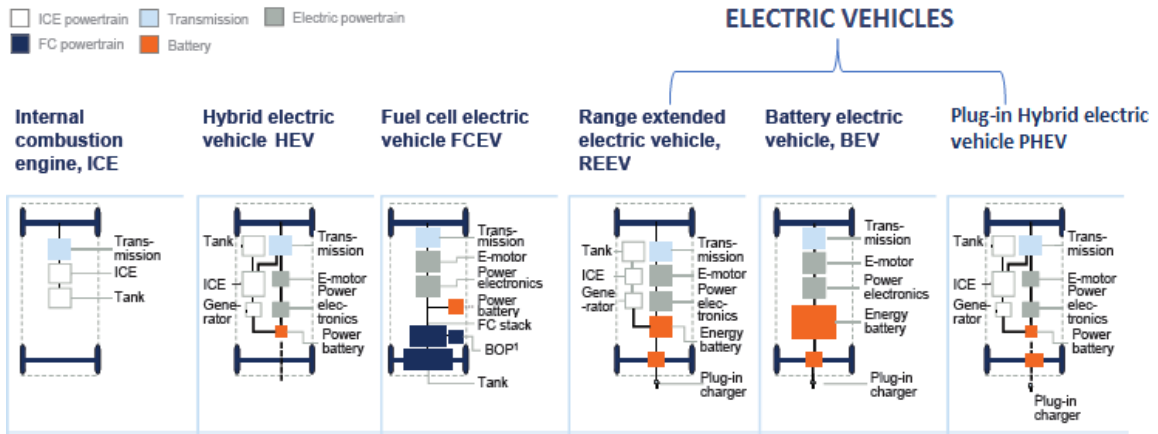 ICE powertrain
Transmission
Electric powertrain
FC powertrain
Battery
ELECTRIC VEHICLES
Internal
combustion
engine, ICE
Hybrid electric
vehicle HEV
Fuel cell electric
vehicle FCEV
Range extended
electric vehicle,
REEV
Battery electric
vehicle, BEV
Plug-in Hybrid electric
vehicle PHEV
Trans-
mission
ICE
Tank
Tank
Trans-
mission
ICE
E-motor
Gene-
rator
Power
elec-
tronics
Power
battery
Trans-
mission
E-motor
Power
electronics
Power
battery
FC stack
BOP¹
Tank
Tank
Trans-
mission
ICE
E-motor
Gene
-rator
Power
elec-
tronics
Energy
battery
Plug-in
charger
Trans-
mission
E-motor
Power
electronics
Energy
battery
Plug-in
charger
Tank
Trans-
mission
ICE
E-motor
Gene-
rator
Power
elec-
tronics
Power
battery
Plug-in
charger